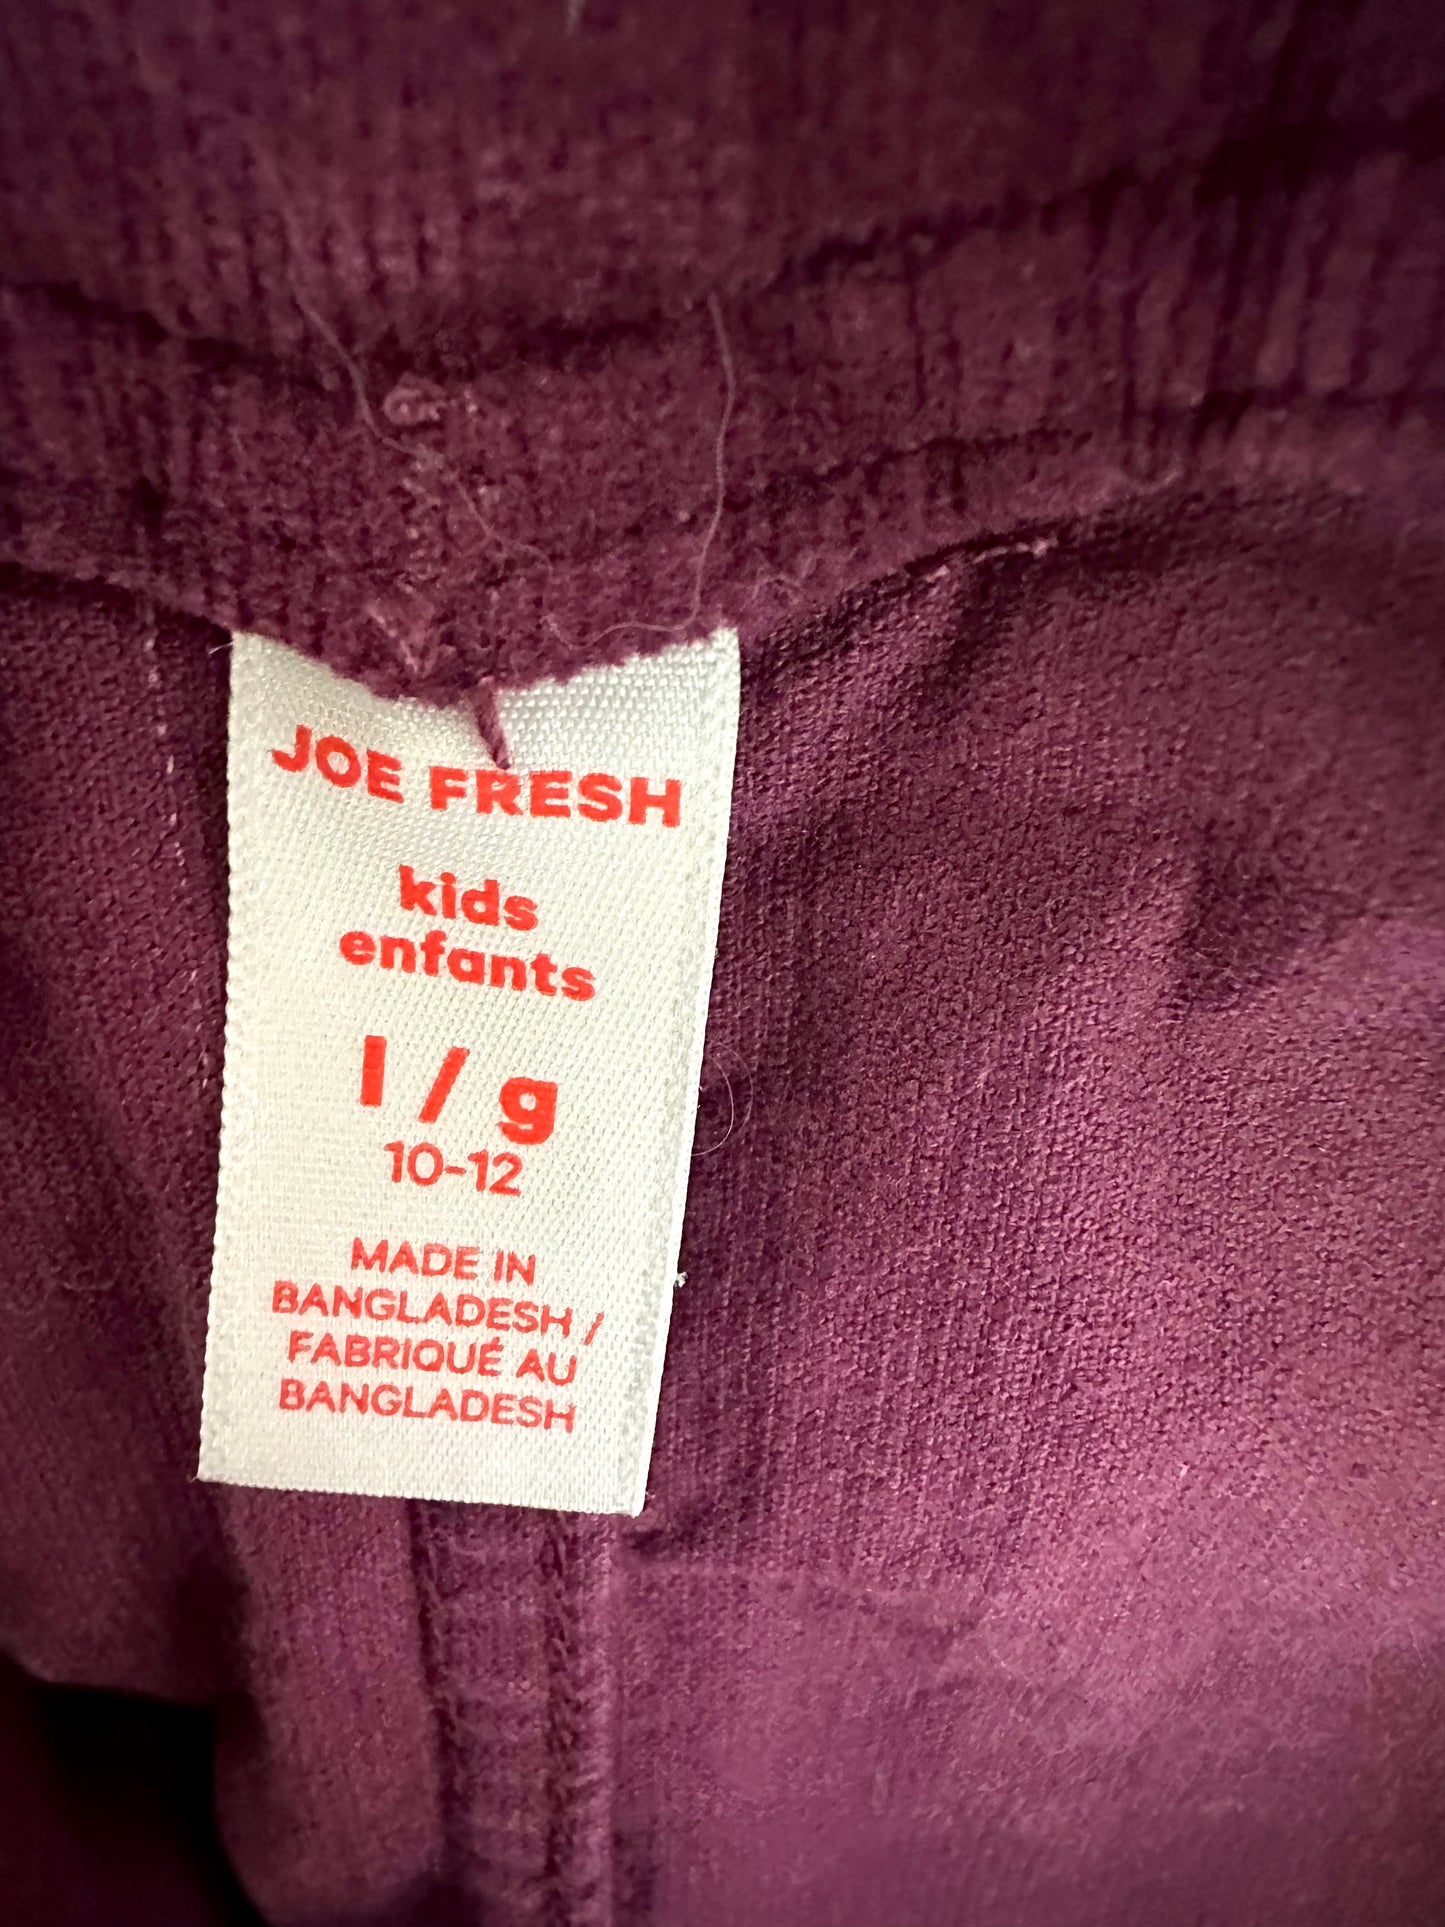 JOE FRESH
kids
enfants
l / g
10-12
MADE IN
BANGLADESH /
FABRIQUÉ AU
BANGLADESH